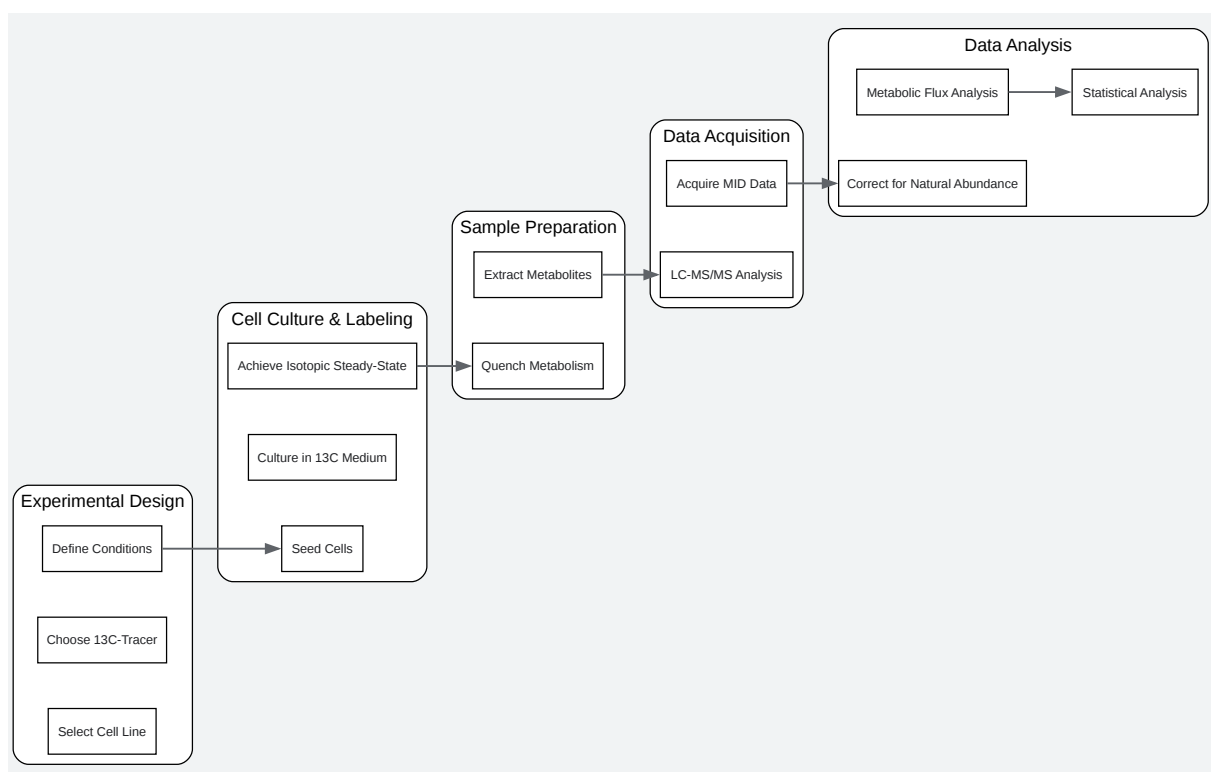 Experimental Design
Define Conditions
Choose 13C-Tracer
Select Cell Line
Cell Culture & Labeling
Achieve Isotopic Steady-State
Culture in 13C Medium
Seed Cells
Sample Preparation
Extract Metabolites
Quench Metabolism
Data Acquisition
Acquire MID Data
LC-MS/MS Analysis
Data Analysis
Metabolic Flux Analysis
Statistical Analysis
Correct for Natural Abundance